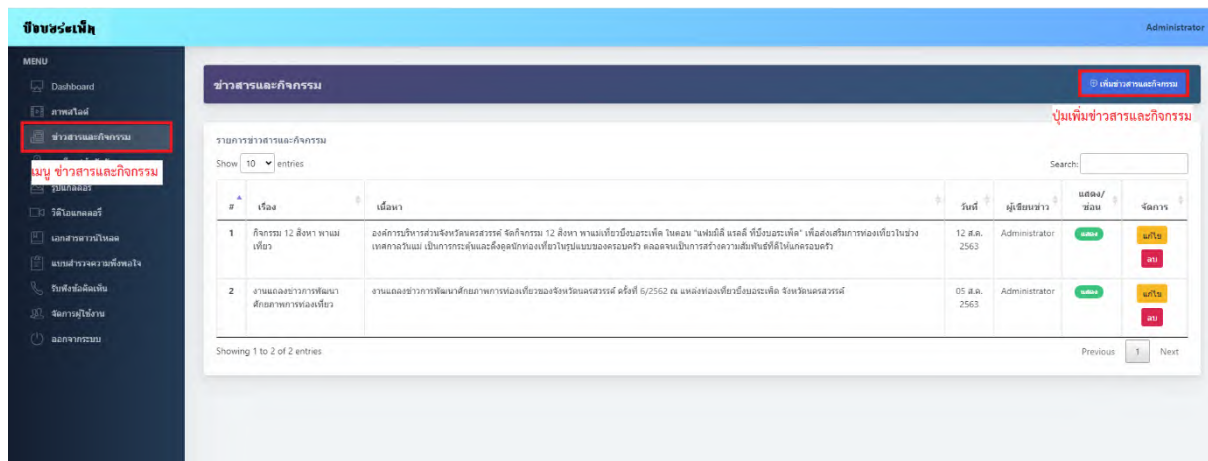 บึงบอระเพ็ด
Administrator
MENU
Dashboard
ภาพสไลด์
ข่าวสารและกิจกรรม
เมนู ข่าวสารและกิจกรรม
รูปแกลลอรี่
วิดีโอแกลลอรี่
เอกสารดาวน์โหลด
แบบสำรวจความพึงพอใจ
รับฟังข้อคิดเห็น
จัดการผู้ใช้งาน
ออกจากระบบ
ข่าวสารและกิจกรรม
เพิ่มข่าวสารและกิจกรรม
ปุ่มเพิ่มข่าวสารและกิจกรรม
รายการข่าวสารและกิจกรรม
Show 10 entries
Search:
# เรื่อง เนื้อหา วันที่ ผู้เขียนข่าว แสดง/ซ่อน จัดการ
1 กิจกรรม 12 สิงหา พาแม่ องค์การบริหารส่วนจังหวัดนครสวรรค์ จัดกิจกรรม 12 สิงหา พาแม่เที่ยวบึงบอระเพ็ด ในตอน "แฟมิลี่ แรลลี่ ที่บึงบอระเพ็ด" เพื่อส่งเสริมการท่องเที่ยวในช่วง 12 ส.ค. Administrator แสดง แก้ไข
เที่ยว เทศกาลวันแม่ เป็นการกระตุ้นและดึงดูดนักท่องเที่ยวในรูปแบบของครอบครัว ตลอดจนเป็นการสร้างความสัมพันธ์ที่ดีให้แก่ครอบครัว 2563 ลบ
2 งานแถลงข่าวการพัฒนา งานแถลงข่าวการพัฒนาศักยภาพการท่องเที่ยวของจังหวัดนครสวรรค์ ครั้งที่ 6/2562 ณ แหล่งท่องเที่ยวบึงบอระเพ็ด จังหวัดนครสวรรค์ 05 ส.ค. Administrator แสดง แก้ไข
ศักยภาพการท่องเที่ยว 2563 ลบ
Showing 1 to 2 of 2 entries
Previous 1 Next